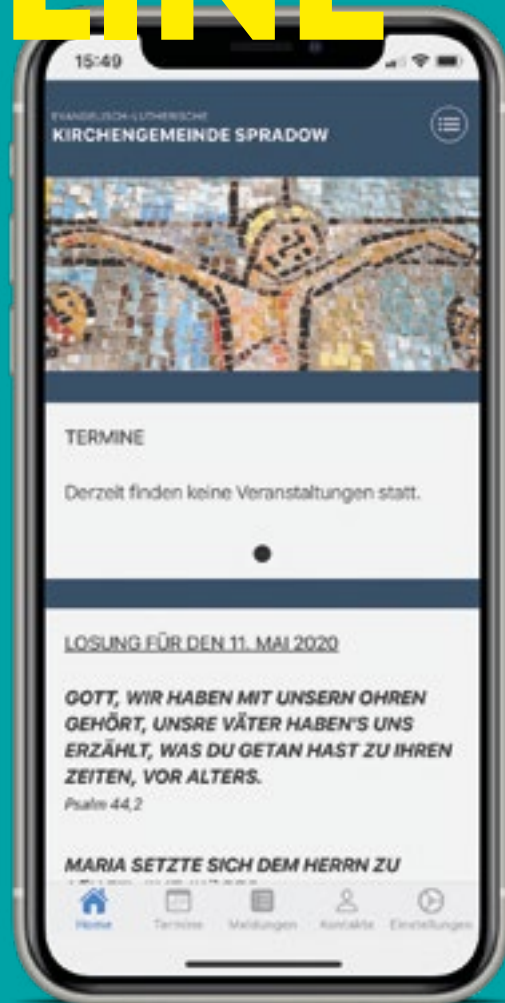 LINE
15:49
EVANGELISCH-LUTHERISCHE
KIRCHENGEMEINDE SPRADOW
TERMINE
Derzeit finden keine Veranstaltungen statt.
LOSUNG FÜR DEN 11. MAI 2020
GOTT, WIR HABEN MIT UNSERN OHREN
GEHÖRT, UNSRE VÄTER HABEN'S UNS
ERZÄHLT, WAS DU GETAN HAST ZU IHREN
ZEITEN, VOR ALTERS.
Psalm 44,2
MARIA SETZTE SICH DEM HERRN ZU
Home Termine Meldungen Kontakte Einstellungen